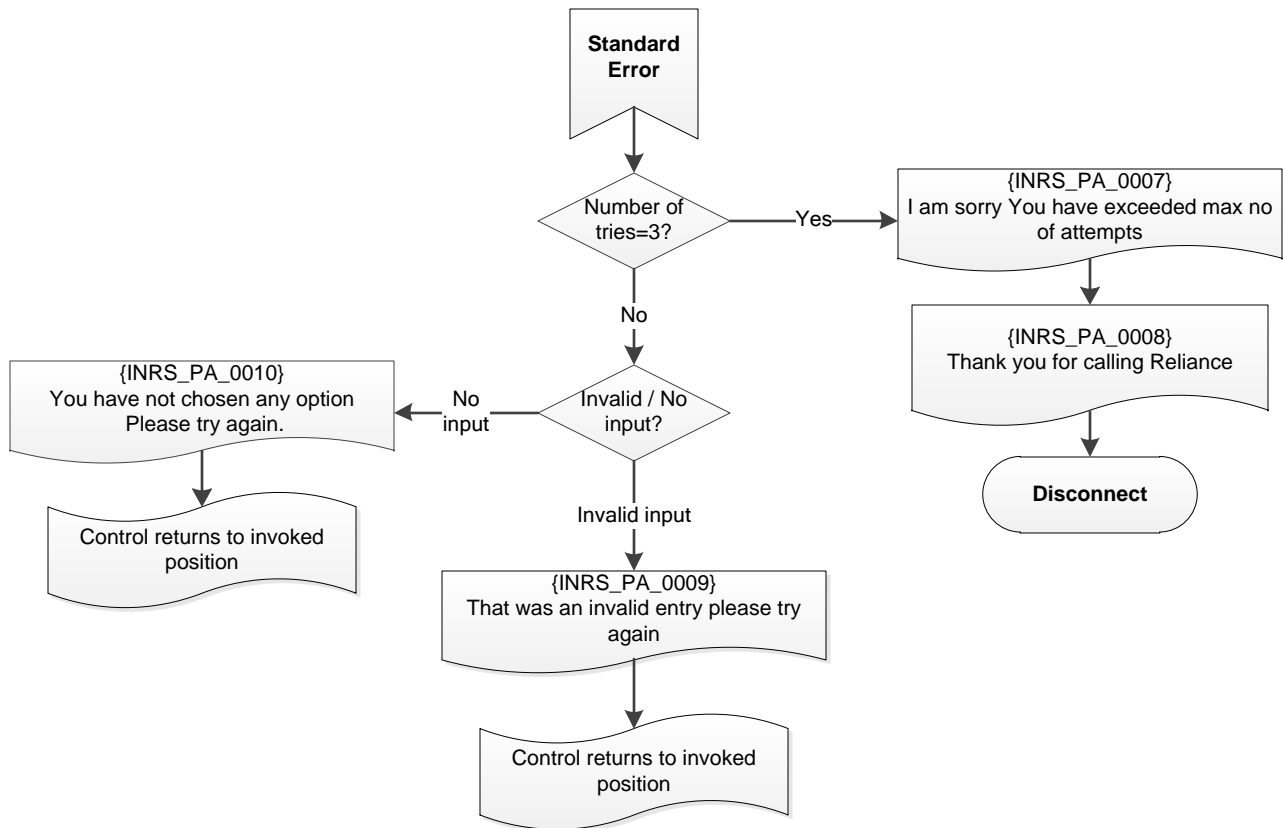 Standard
Error
Number of
tries=3?
Yes
{INRS_PA_0007}
I am sorry You have exceeded max no
of attempts
{INRS_PA_0008}
Thank you for calling Reliance
Disconnect
No
Invalid / No
input?
No
input
{INRS_PA_0010}
You have not chosen any option
Please try again.
Control returns to invoked
position
Invalid input
{INRS_PA_0009}
That was an invalid entry please try
again
Control returns to invoked
position